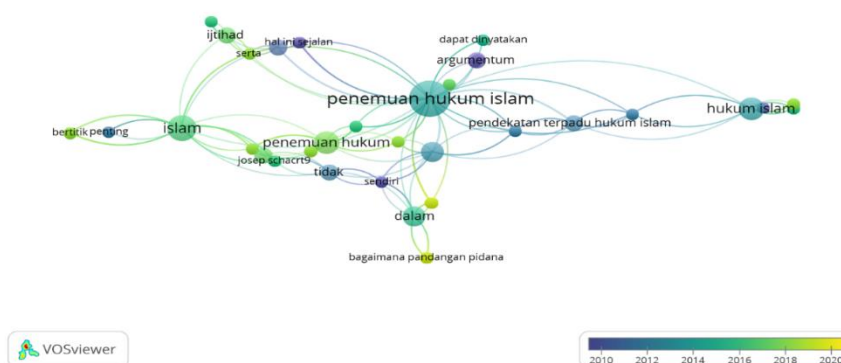 ijtihad
serta
hal ini sejalan
dapat dinyatakan
argumentum
penemuan hukum islam
hukum islam
pendekatan terpadu hukum islam
bertitik
penting
islam
penemuan hukum
josep schacrt9
tidak
sendiri
dalam
bagaimana pandangan pidana
VOSviewer
2010 2012 2014 2016 2018 2020